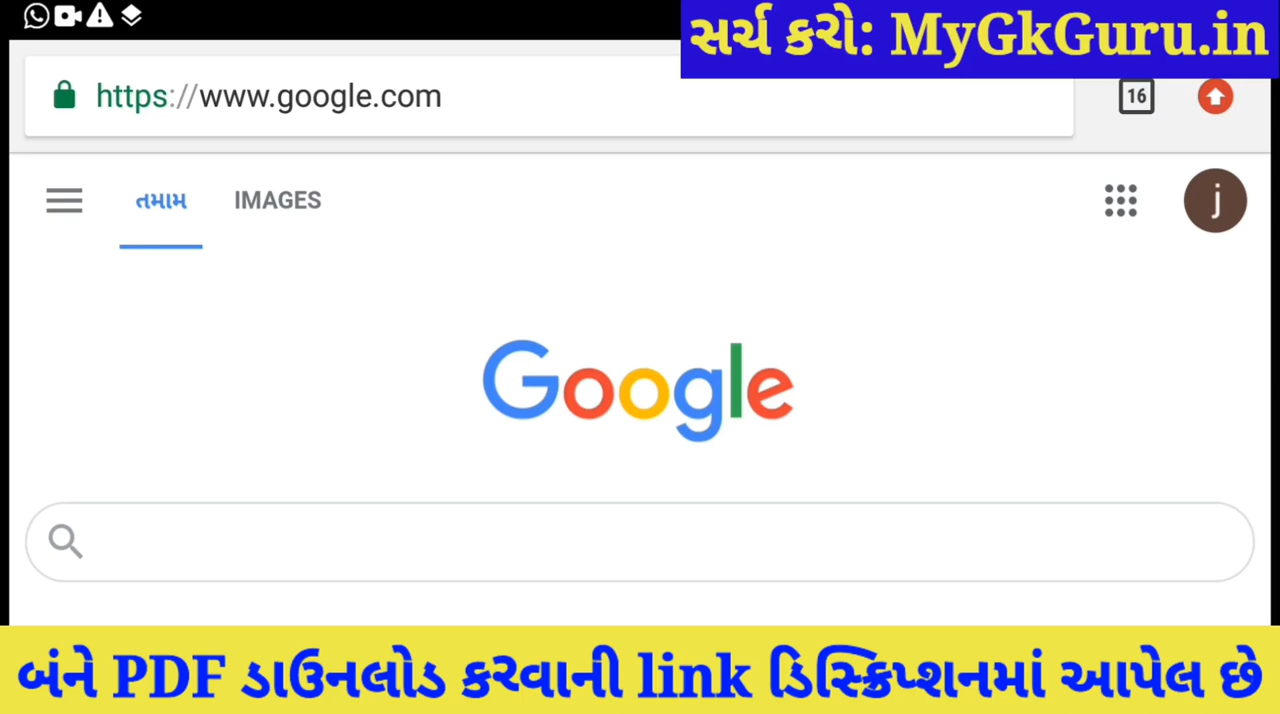 સર્ચ કરો: MyGkGuru.in
https://www.google.com
16
તમામ IMAGES
j
Google
બંને PDF ડાઉનલોડ કરવાની link ડિસ્ક્રિપ્શનમાં આપેલ છે